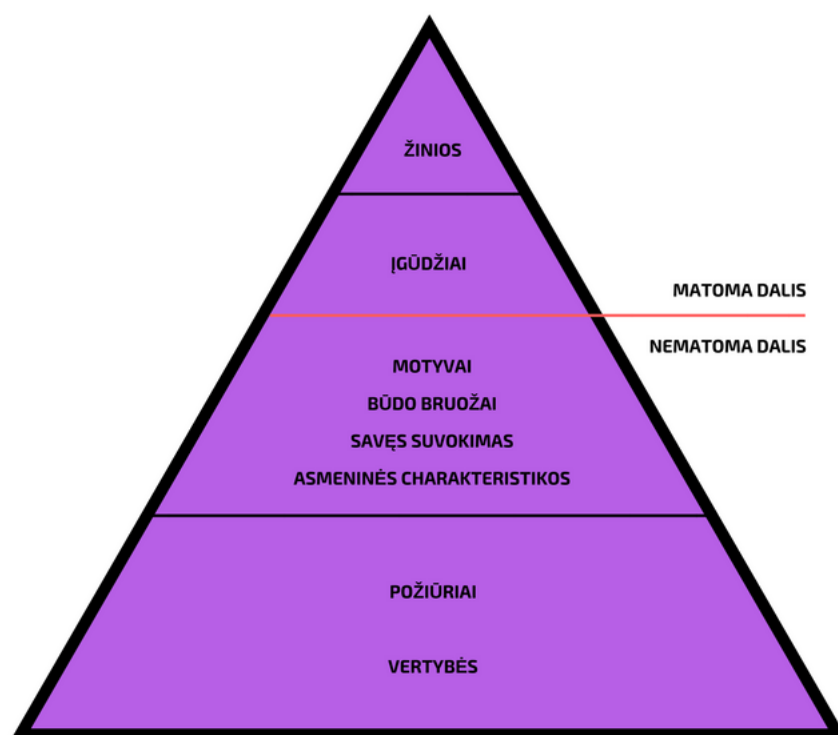 ŽINIOS
ĮGŪDŽIAI
MATOMA DALIS
NEMATOMA DALIS
MOTYVAI
BŪDO BRUOŽAI
SAVĘS SUVOKIMAS
ASMENINĖS CHARAKTERISTIKOS
POŽIŪRIAI
VERTYBĖS